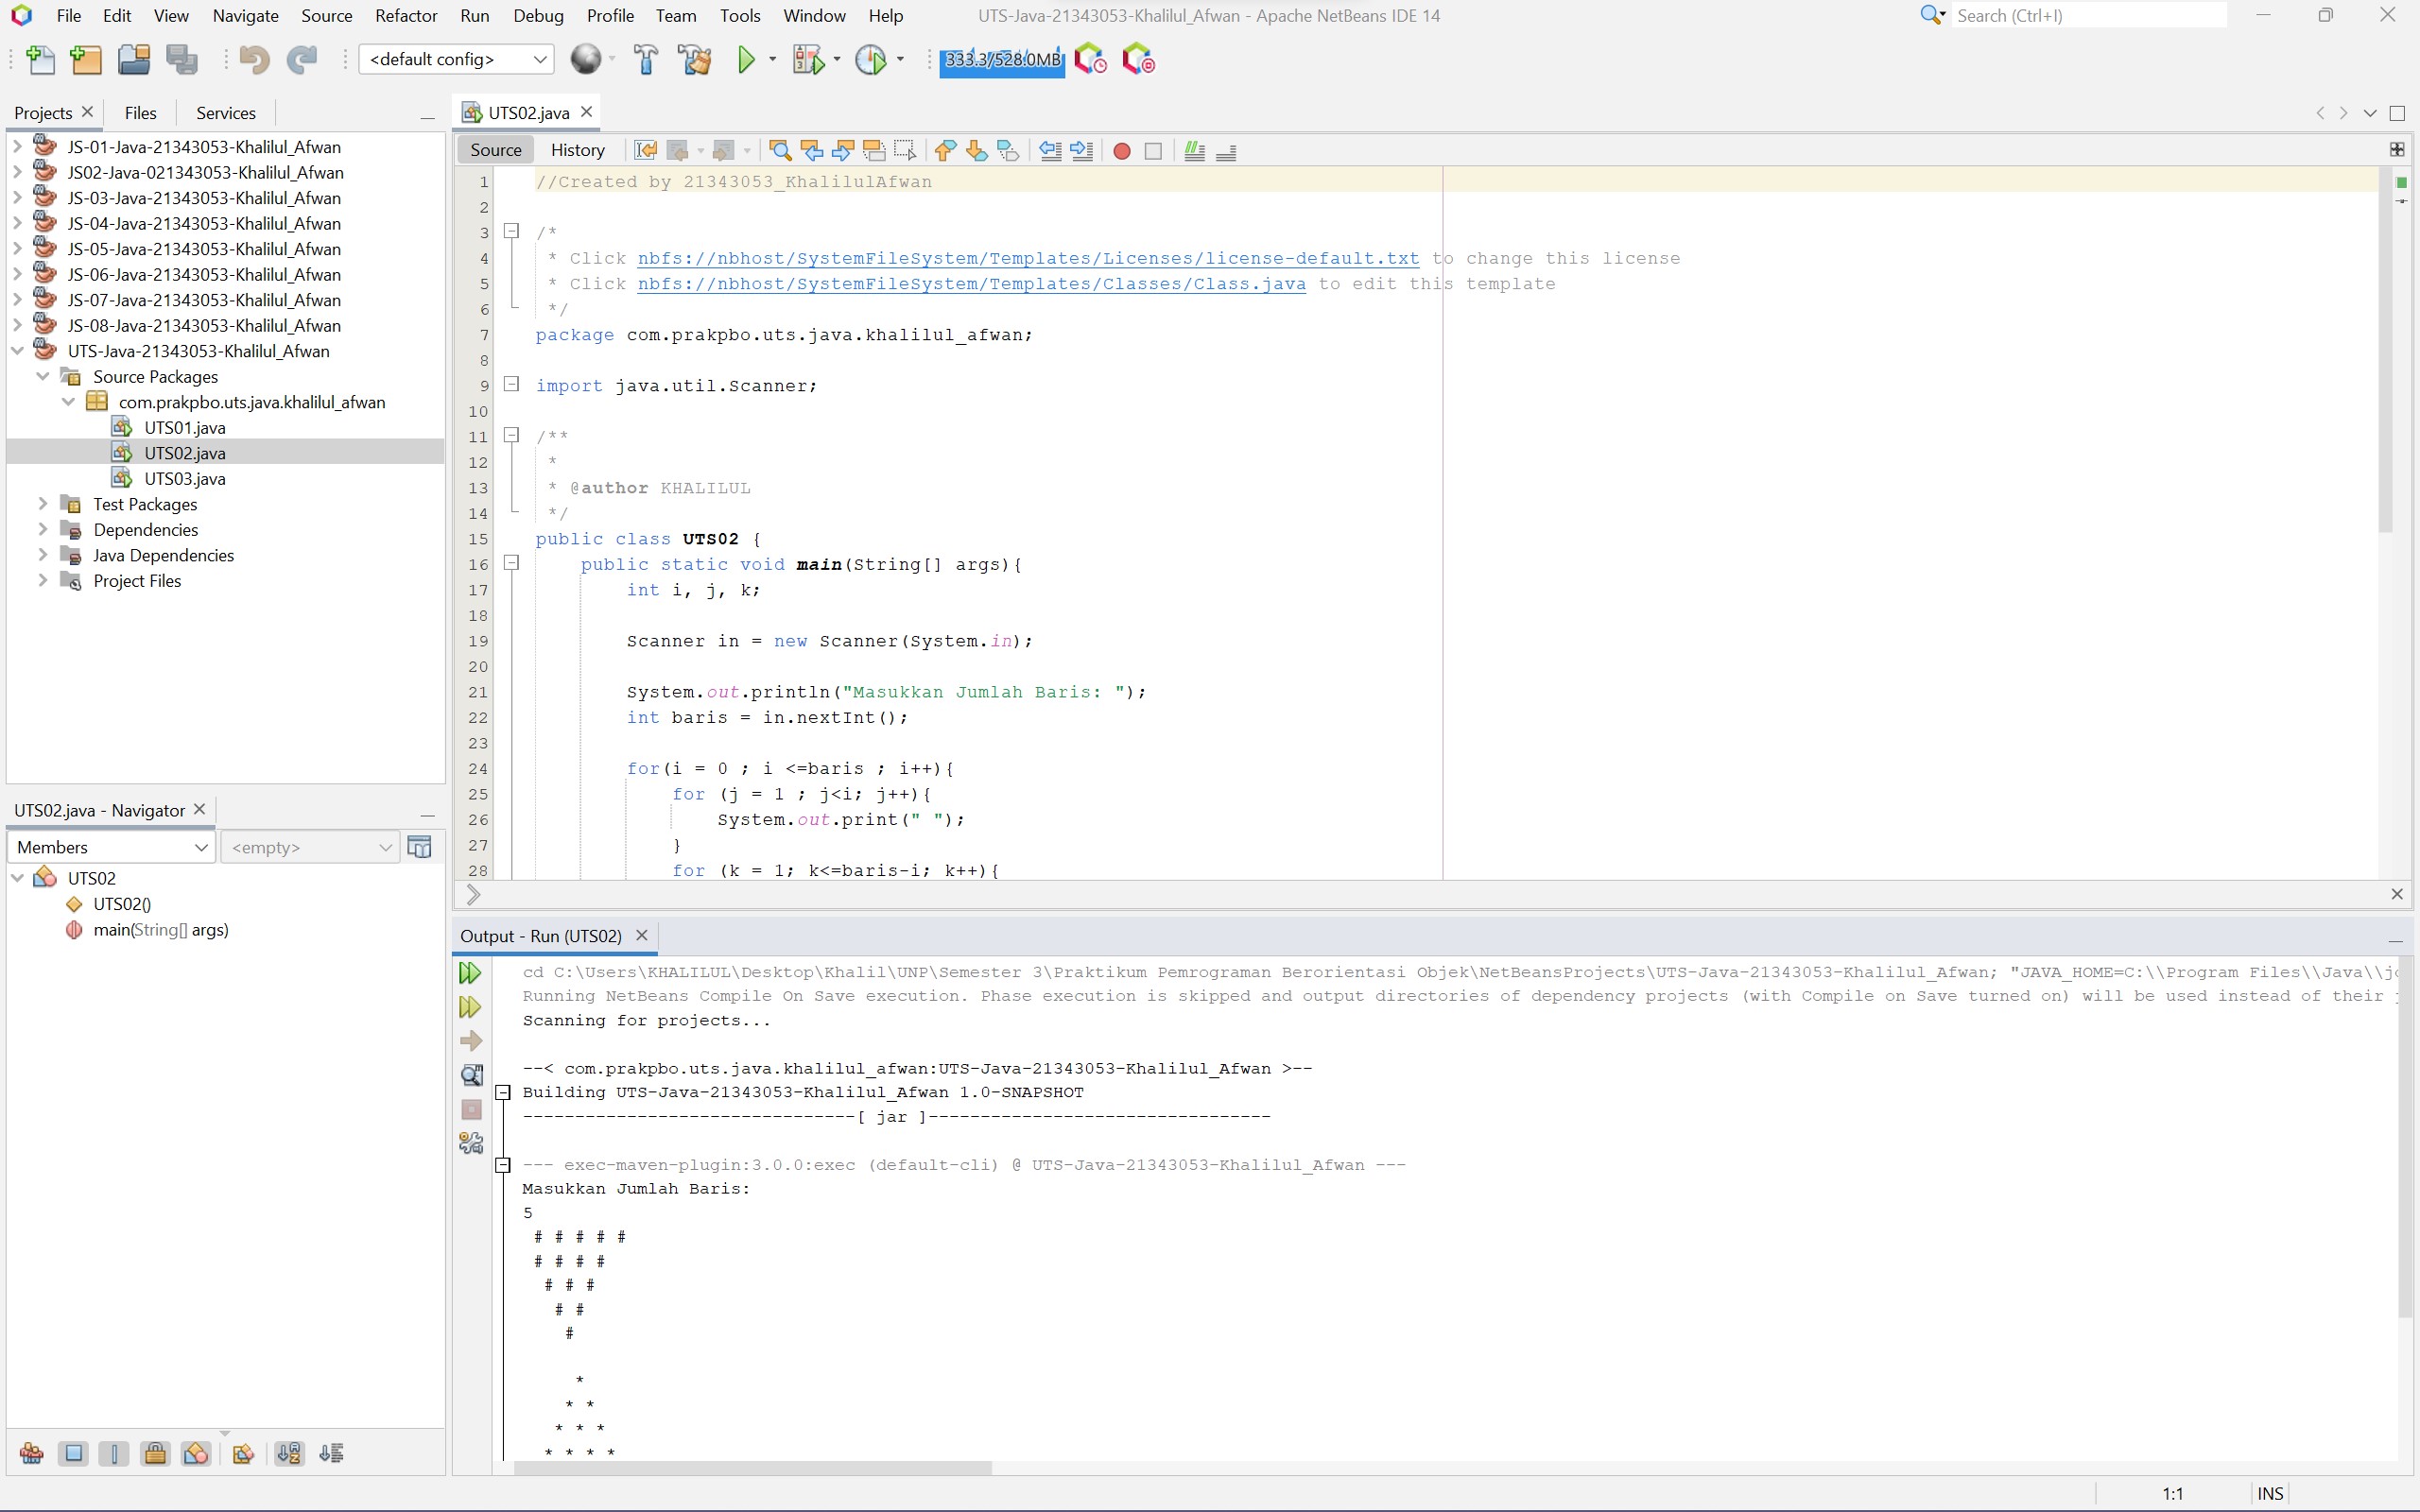 File Edit View Navigate Source Refactor Run Debug Profile Team Tools Window Help
UTS-Java-21343053-Khalilul_Afwan - Apache NetBeans IDE 14
Search (Ctrl+I)
<default config>
333.3/528.0MB
Projects Files Services
JS-01-Java-21343053-Khalilul_Afwan
JS02-Java-021343053-Khalilul_Afwan
JS-03-Java-21343053-Khalilul_Afwan
JS-04-Java-21343053-Khalilul_Afwan
JS-05-Java-21343053-Khalilul_Afwan
JS-06-Java-21343053-Khalilul_Afwan
JS-07-Java-21343053-Khalilul_Afwan
JS-08-Java-21343053-Khalilul_Afwan
UTS-Java-21343053-Khalilul_Afwan
Source Packages
com.prakpbo.uts.java.khalilul_afwan
UTS01.java
UTS02.java
UTS03.java
Test Packages
Dependencies
Java Dependencies
Project Files
UTS02.java - Navigator
Members <empty>
UTS02
UTS02()
main(String[] args)
UTS02.java
Source History
1 //Created by 21343053_KhalilulAfwan
2
3 /*
4 * Click nbfs://nbhost/SystemFileSystem/Templates/Licenses/license-default.txt to change this license
5 * Click nbfs://nbhost/SystemFileSystem/Templates/Classes/Class.java to edit this template
6 */
7 package com.prakpbo.uts.java.khalilul_afwan;
8
9 import java.util.Scanner;
10
11 /**
12 *
13 * @author KHALILUL
14 */
15 public class UTS02 {
16 public static void main(String[] args){
17 int i, j, k;
18
19 Scanner in = new Scanner(System.in);
20
21 System.out.println("Masukkan Jumlah Baris: ");
22 int baris = in.nextInt();
23
24 for(i = 0 ; i <=baris ; i++){
25 for (j = 1 ; j<i; j++){
26 System.out.print(" ");
27 }
28 for (k = 1; k<=baris-i; k++){
Output - Run (UTS02)
cd C:\Users\KHALILUL\Desktop\Khalil\UNP\Semester 3\Praktikum Pemrograman Berorientasi Objek\NetBeansProjects\UTS-Java-21343053-Khalilul_Afwan; "JAVA_HOME=C:\\Program Files\\Java\\
Running NetBeans Compile On Save execution. Phase execution is skipped and output directories of dependency projects (with Compile on Save turned on) will be used instead of their
Scanning for projects...
--< com.prakpbo.uts.java.khalilul_afwan:UTS-Java-21343053-Khalilul_Afwan >--
Building UTS-Java-21343053-Khalilul_Afwan 1.0-SNAPSHOT
--------------------------------[ jar ]---------------------------------
--- exec-maven-plugin:3.0.0:exec (default-cli) @ UTS-Java-21343053-Khalilul_Afwan ---
Masukkan Jumlah Baris:
5
# # # # #
# # # #
# # #
# #
#
*
* *
* * *
* * * *
1:1 INS